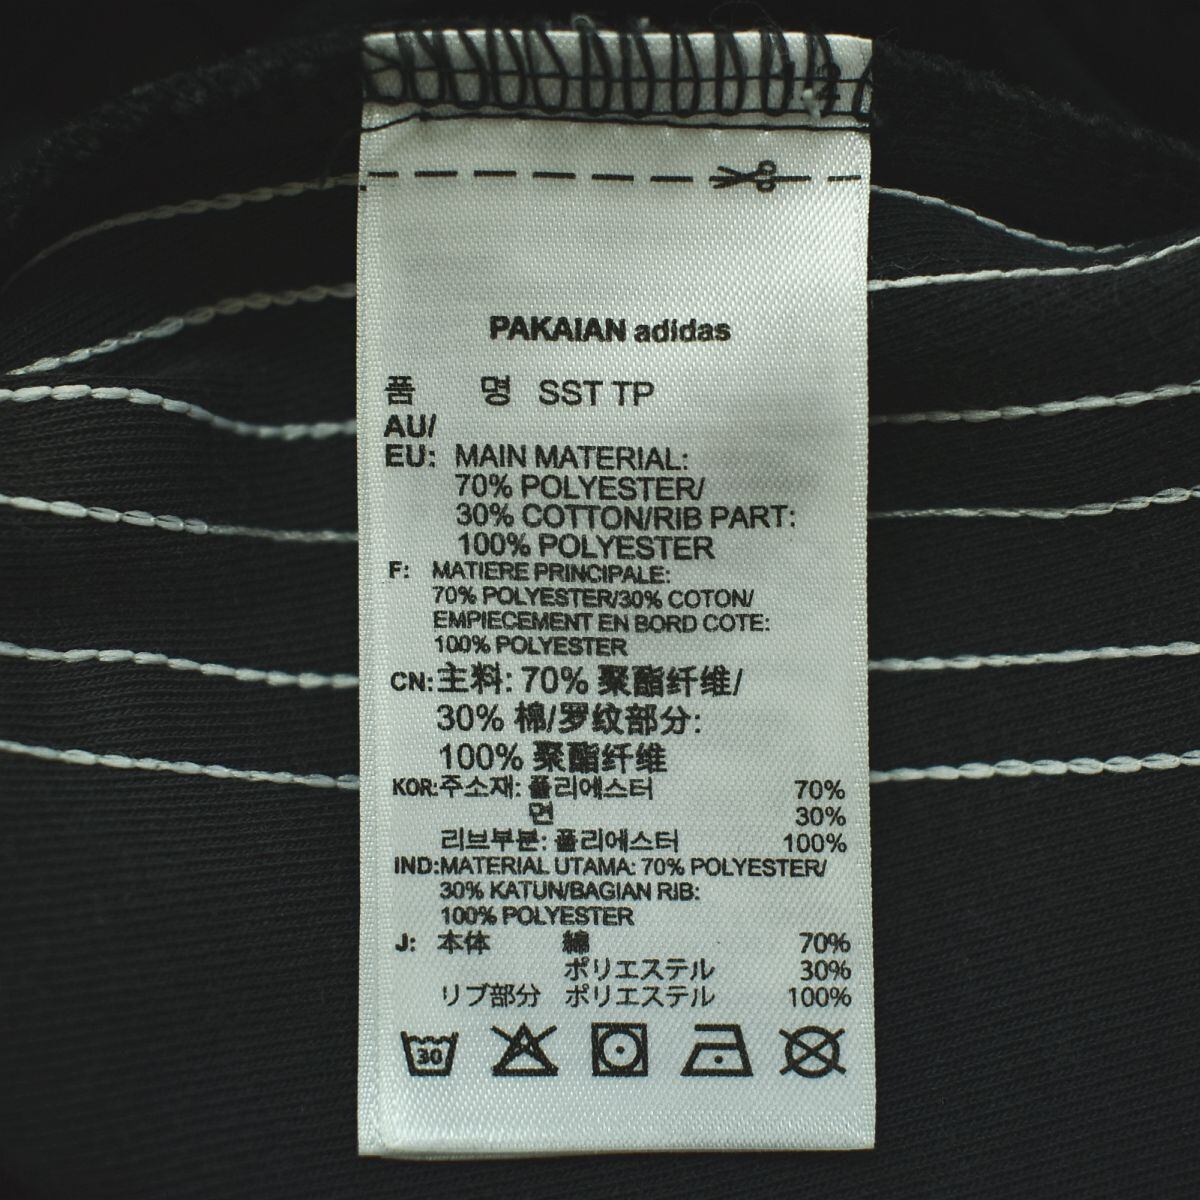 1.2
PAKAIAN adidas
품 명 SST TP
AU/
EU: MAIN MATERIAL:
70% POLYESTER/
30% COTTON/RIB PART:
100% POLYESTER
F: MATIERE PRINCIPALE:
70% POLYESTER/30% COTON/
EMPIECEMENT EN BORD COTE:
100% POLYESTER
CN: 主料: 70% 聚酯纤维/
30% 棉/罗纹部分:
100% 聚酯纤维
KOR: 주소재: 폴리에스터 70%
면 30%
리브부분: 폴리에스터 100%
IND: MATERIAL UTAMA: 70% POLYESTER/
30% KATUN/BAGIAN RIB:
100% POLYESTER
J: 本体 綿 70%
ポリエステル 30%
リブ部分 ポリエステル 100%
30